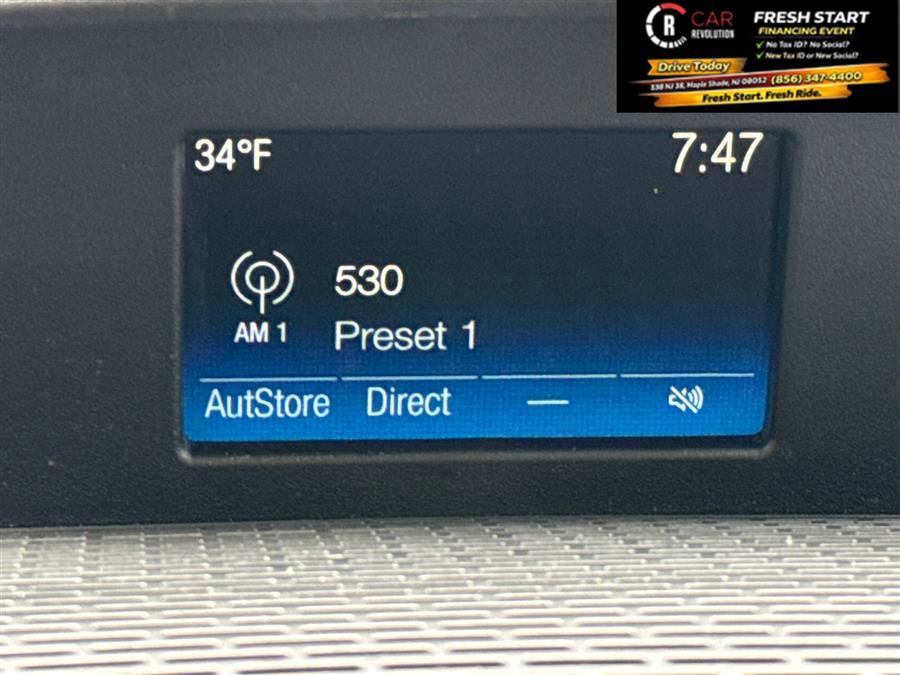 R CAR
REVOLUTION
FRESH START
FINANCING EVENT
✓ No Tax ID? No Social?
✓ New Tax ID or New Social?
Drive Today
538 NJ 38, Maple Shade, NJ 08052 (856) 347-4400
Fresh Start. Fresh Ride.
34°F 7:47
530
AM 1 Preset 1
AutStore Direct —